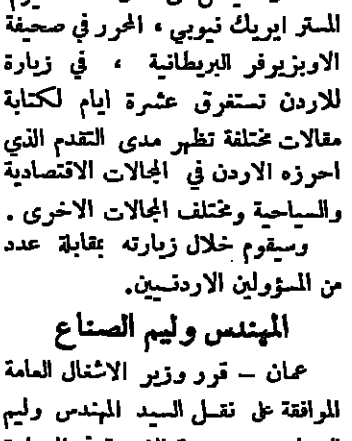 المستر ايريك نيوبي ، المحرر في صحيفة
الاوبزيرفر البريطانية ، في زيارة
للاردن تستغرق عشرة ايام لكتابة
مقالات مختلفة تظهر مدى التقدم الذي
احرزه الاردن في المجالات الاقتصادية
والسياحية ومختلف المجالات الاخرى .
وسيقوم خلال زيارته بمقابلة عدد
من المسؤولين الاردنـيين.
المهندس وليم الصناع
عمان – قرر وزير الاشغال العامة
الموافقة على نقـل السيد المهندس وليم